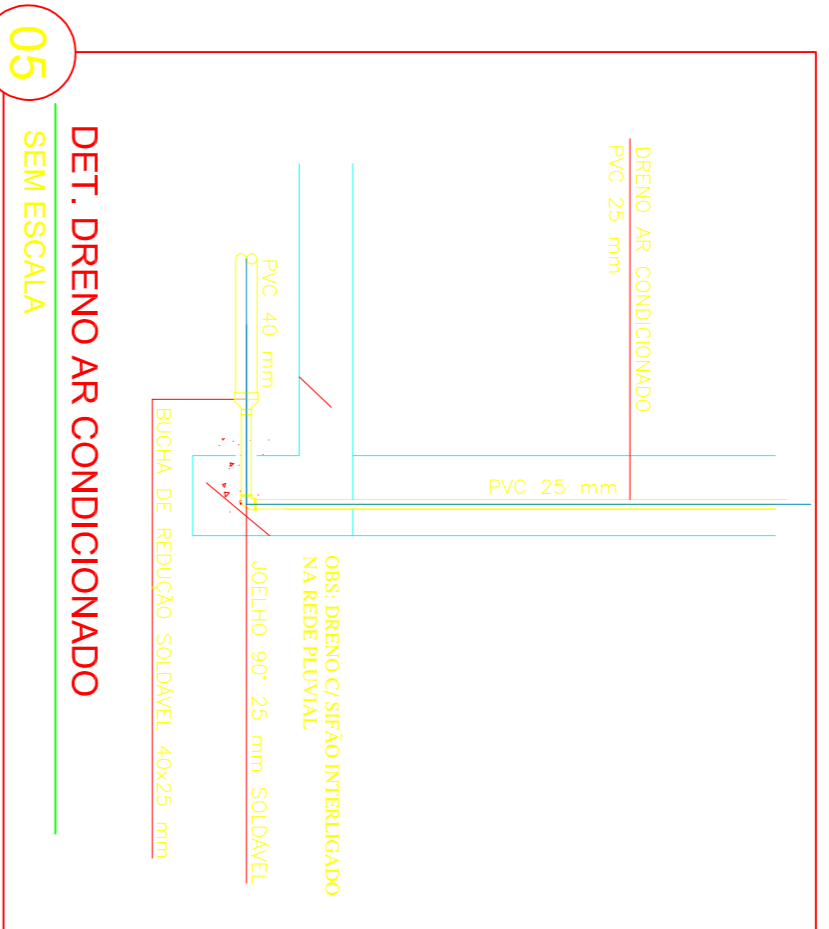 DRENO AR CONDICIONADO
PVC 25 mm
PVC 25 mm
PVC 40 mm
OBS: DRENO C/ SIFÃO INTERLIGADO
NA REDE PLUVIAL
JOELHO 90° 25 mm SOLDÁVEL
BUCHA DE REDUÇÃO SOLDÁVEL 40x25 mm
05
DET. DRENO AR CONDICIONADO
SEM ESCALA